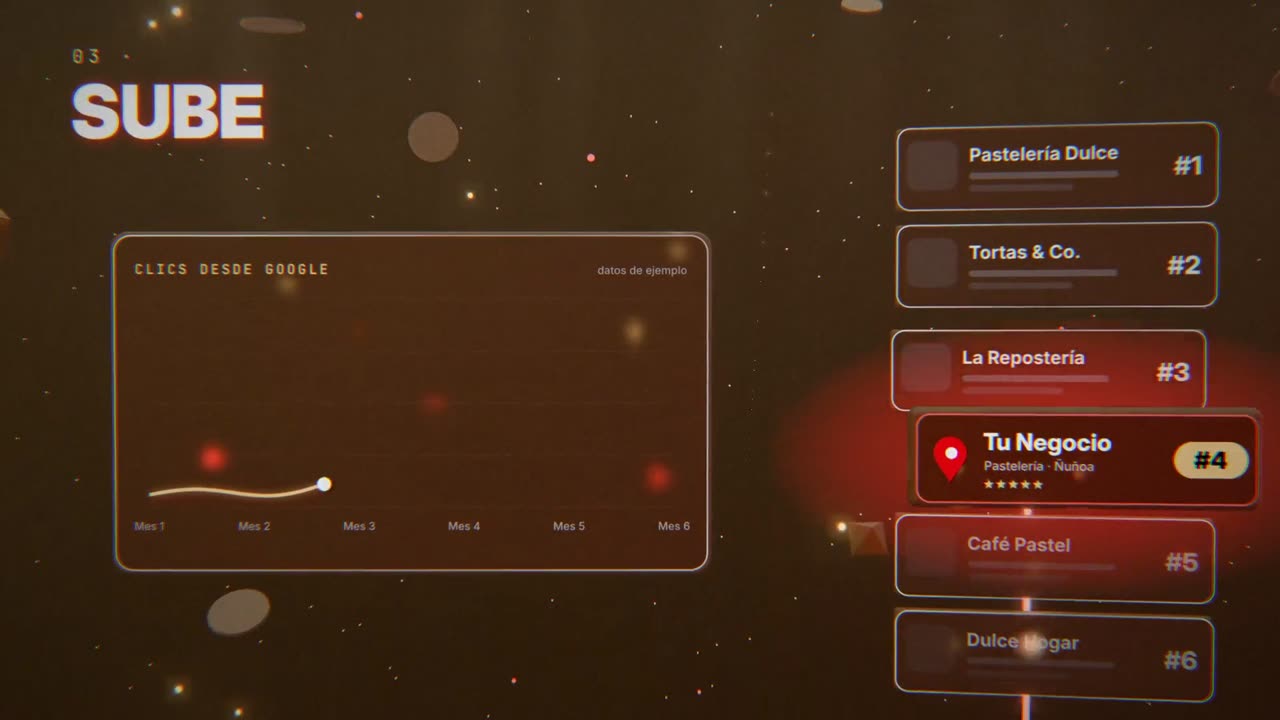 03
SUBE
CLICS DESDE GOOGLE
datos de ejemplo
Mes 1
Mes 2
Mes 3
Mes 4
Mes 5
Mes 6
Pastelería Dulce
#1
Tortas & Co.
#2
La Repostería
#3
Tu Negocio
Pastelería · Ñuñoa
★★★★★
#4
Café Pastel
#5
Dulce Hogar
#6